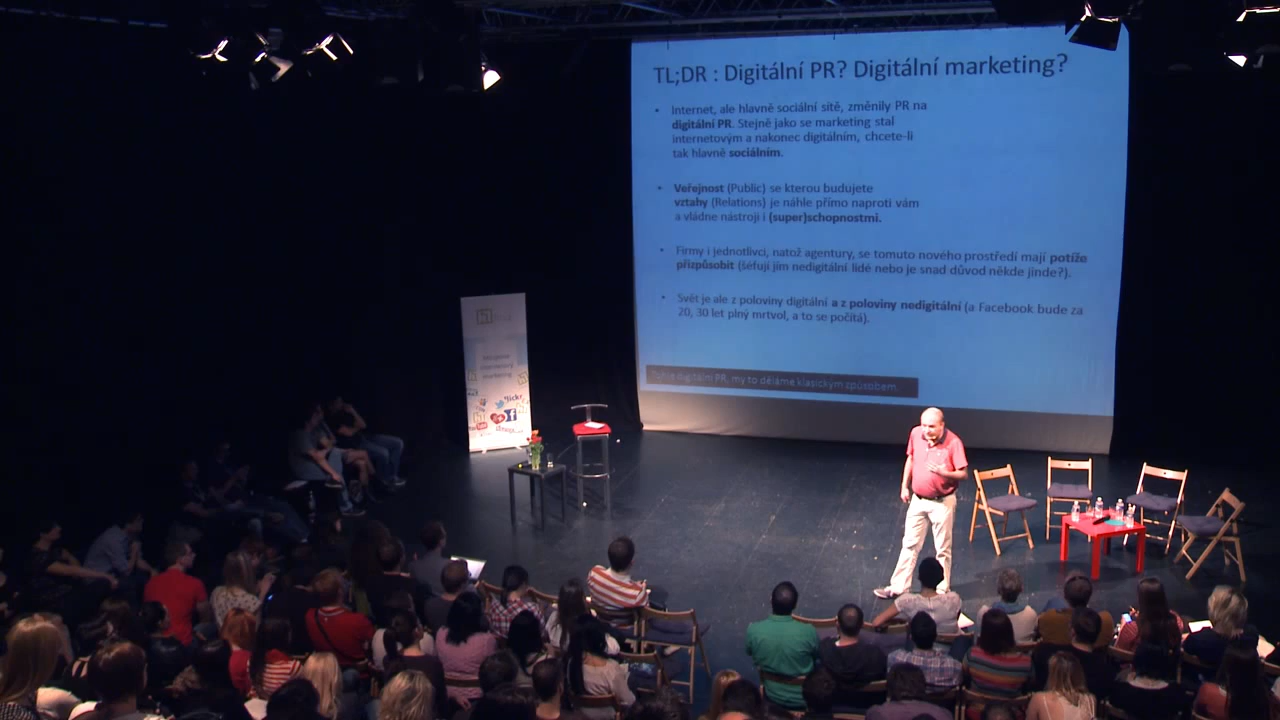 TL;DR : Digitální PR? Digitální marketing?
• Internet, ale hlavně sociální sítě, změnily PR na
digitální PR. Stejně jako se marketing stal
internetovým a nakonec digitálním, chcete-li
tak hlavně sociálním.
• Veřejnost (Public) se kterou budujete
vztahy (Relations) je náhle přímo naproti vám
a vládne nástroji i (super)schopnostmi.
• Firmy i jednotlivci, natož agentury, se tomuto nového prostředí mají potíže
přizpůsobit (šéfují jim nedigitální lidé nebo je snad důvod někde jinde?).
• Svět je ale z poloviny digitální a z poloviny nedigitální (a Facebook bude za
20, 30 let plný mrtvol, a to se počítá).
digitální PR, my to děláme klasickým způsobem.
internetový
marketing
flickr